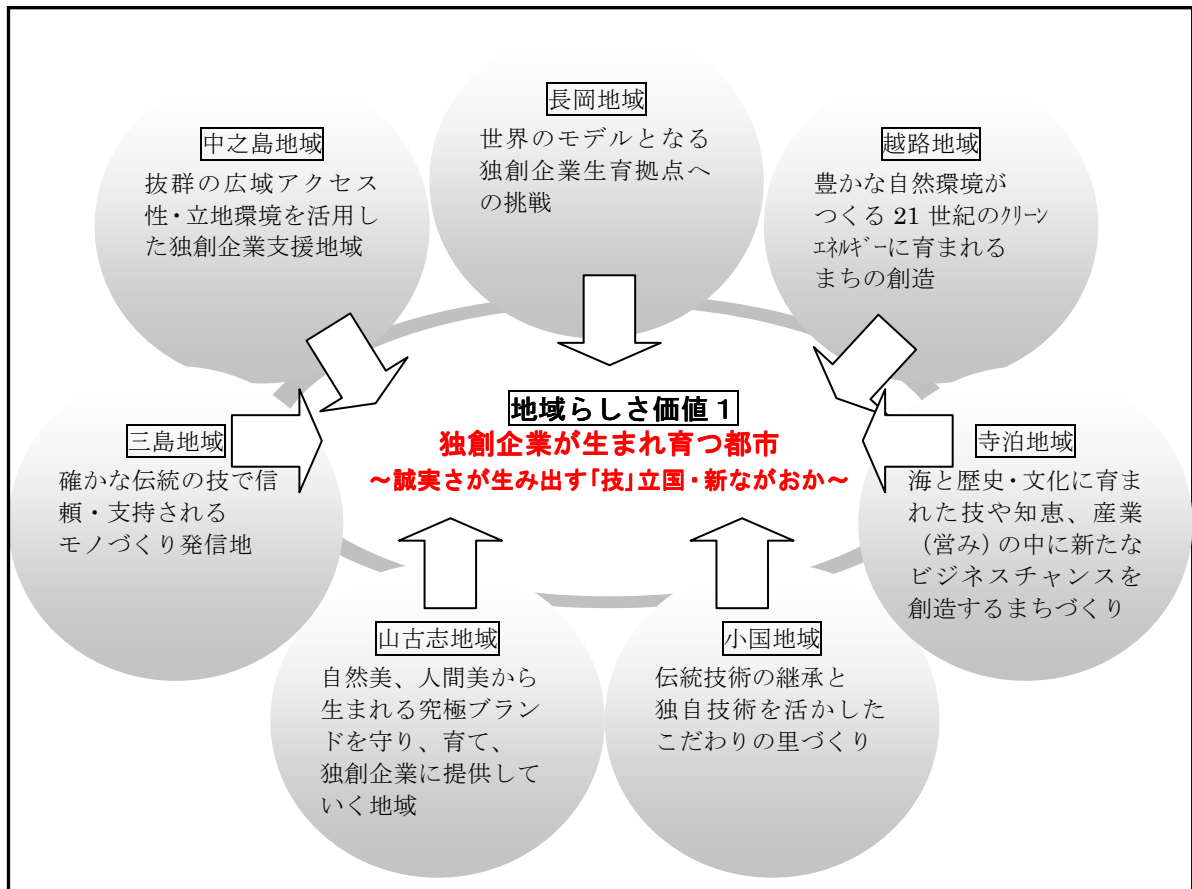 長岡地域
世界のモデルとなる
独創企業生育拠点へ
の挑戦
中之島地域
抜群の広域アクセス
性・立地環境を活用し
た独創企業支援地域
越路地域
豊かな自然環境が
つくる 21 世紀のｸﾘｰﾝ
ｴﾈﾙｷﾞｰに育まれる
まちの創造
地域らしさ価値1
独創企業が生まれ育つ都市
～誠実さが生み出す「技」立国・新ながおか～
三島地域
確かな伝統の技で信
頼・支持される
モノづくり発信地
寺泊地域
海と歴史・文化に育ま
れた技や知恵、産業
（営み）の中に新たな
ビジネスチャンスを
創造するまちづくり
山古志地域
自然美、人間美から
生まれる究極ブラン
ドを守り、育て、
独創企業に提供して
いく地域
小国地域
伝統技術の継承と
独自技術を活かした
こだわりの里づくり